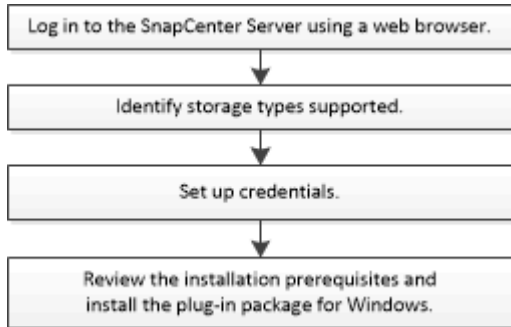 Log in to the SnapCenter Server using a web browser.
Identify storage types supported.
Set up credentials.
Review the installation prerequisites and
install the plug-in package for Windows.